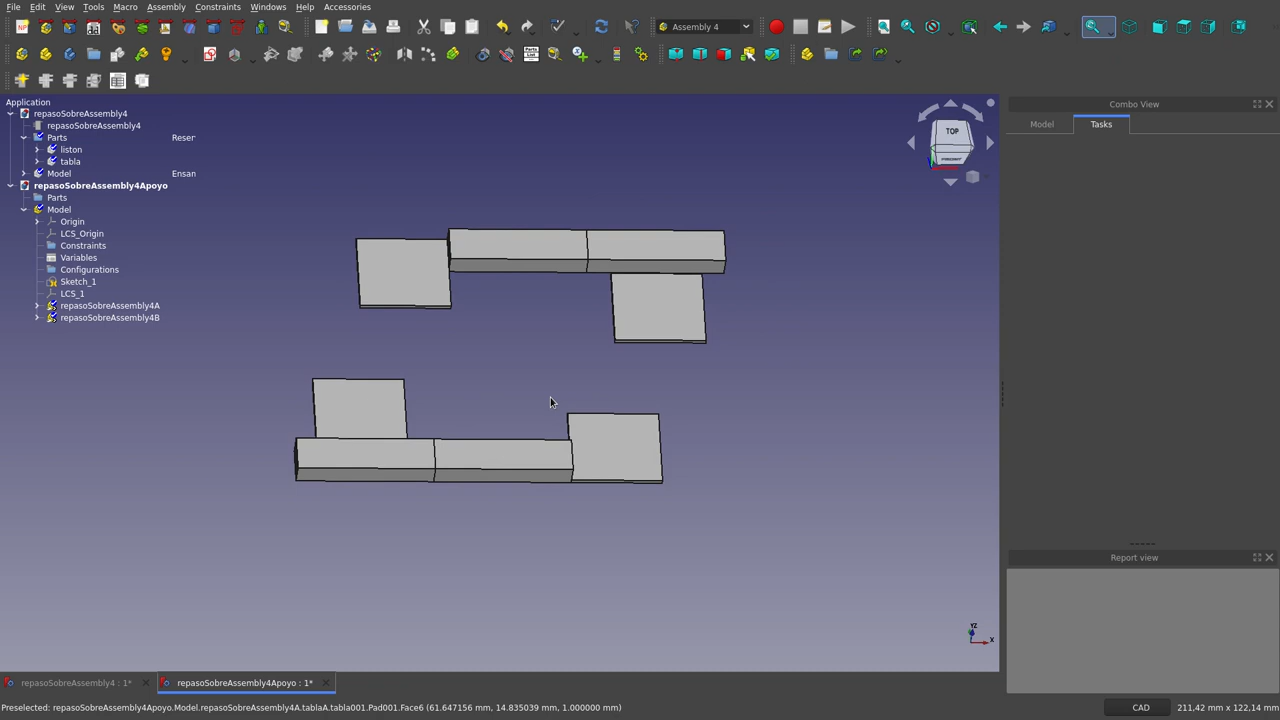 File Edit View Tools Macro Assembly Constraints Windows Help Accessories
Assembly 4
Application
repasoSobreAssembly4
repasoSobreAssembly4
Parts Reser
liston
tabla
Model Ensan
repasoSobreAssembly4Apoyo
Parts
Model
Origin
LCS_Origin
Constraints
Variables
Configurations
Sketch_1
LCS_1
repasoSobreAssembly4A
repasoSobreAssembly4B
TOP
YZ
X
Combo View
Model Tasks
Report view
repasoSobreAssembly4 : 1* repasoSobreAssembly4Apoyo : 1*
Preselected: repasoSobreAssembly4Apoyo.Model.repasoSobreAssembly4A.tablaA.tabla001.Pad001.Face6 (61.647156 mm, 14.835039 mm, 1.000000 mm) CAD 211,42 mm x 122,14 mm